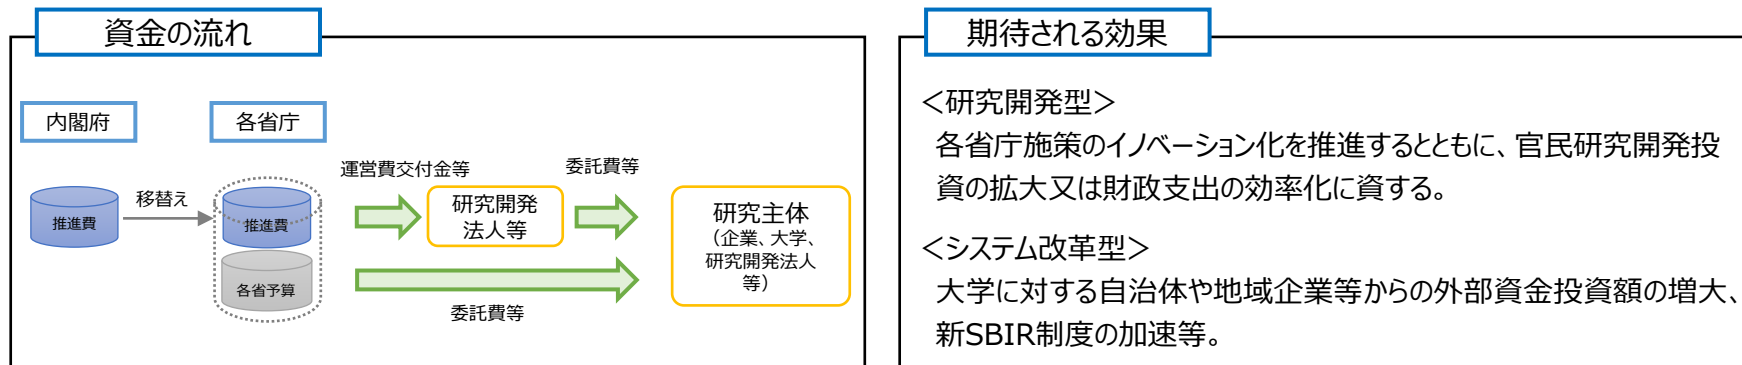 資金の流れ
内閣府
各省庁
推進費
移替え
推進費
各省予算
運営費交付金等
研究開発
法人等
委託費等
委託費等
研究主体
（企業、大学、
研究開発法人
等）
期待される効果
＜研究開発型＞
各省庁施策のイノベーション化を推進するとともに、官民研究開発投
資の拡大又は財政支出の効率化に資する。
＜システム改革型＞
大学に対する自治体や地域企業等からの外部資金投資額の増大、
新SBIR制度の加速等。